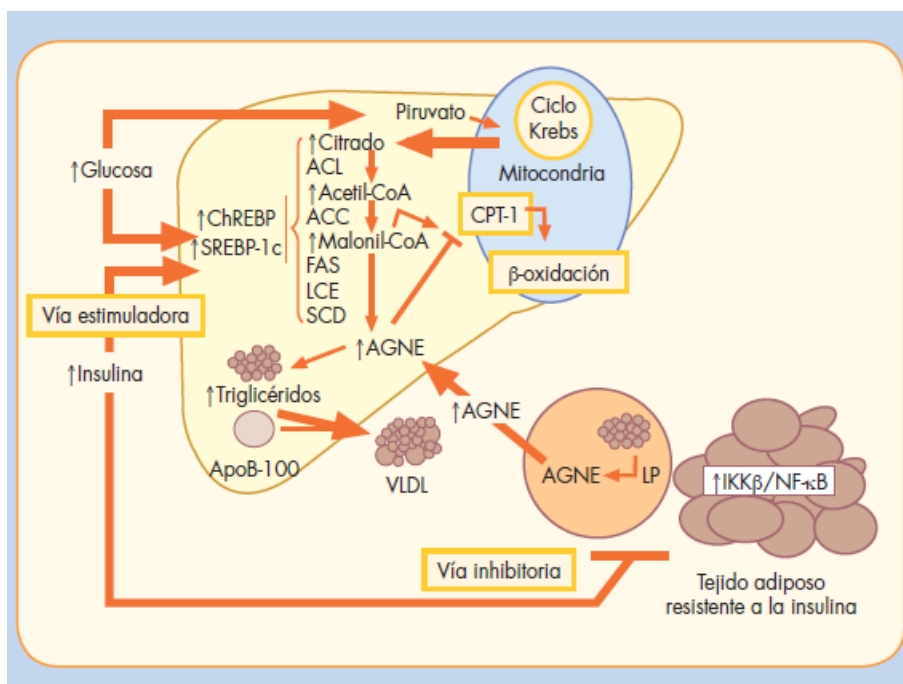 Piruvato
Ciclo
Krebs
Mitocondria
↑Glucosa
↑Citrado
ACL
↑Acetil-CoA
ACC
↑Malonil-CoA
FAS
LCE
SCD
↑ChREBP
↑SREBP-1c
CPT-1
β-oxidación
Vía estimuladora
↑Insulina
↑AGNE
↑Triglicéridos
ApoB-100
VLDL
↑AGNE
AGNE
LP
↑IKKβ/NF-κB
Vía inhibitoria
Tejido adiposo
resistente a la insulina